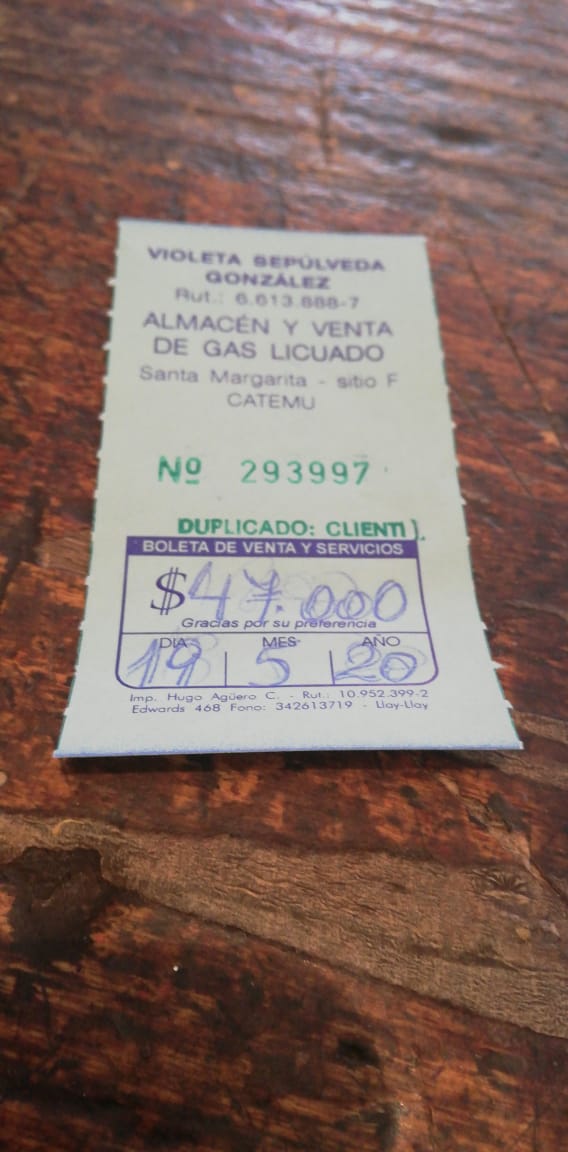 VIOLETA SEPÚLVEDA
GONZÁLEZ
Rut.: 6.613.888-7
ALMACÉN Y VENTA
DE GAS LICUADO
Santa Margarita - sitio F
CATEMU
Nº 293997
DUPLICADO: CLIENT
BOLETA DE VENTA Y SERVICIOS
$47.000
Gracias por su preferencia
DIA MES AÑO
19 5 20
Imp. Hugo Agüero C. - Rut.: 10.952.399-2
Edwards 468 Fono: 342613719 - Llay-Llay